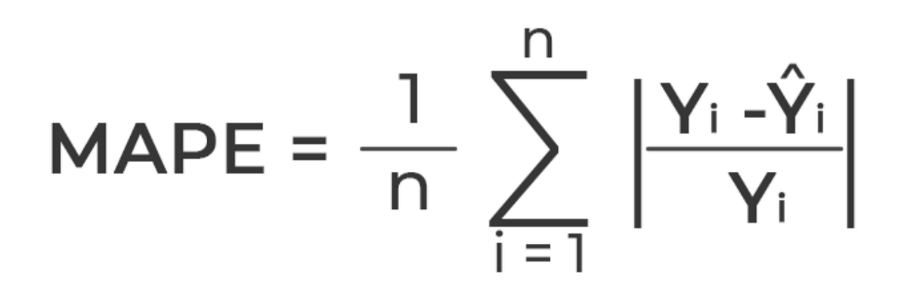 MAPE = 1/n ∑ i = 1 n | Yi - Ŷi / Yi |